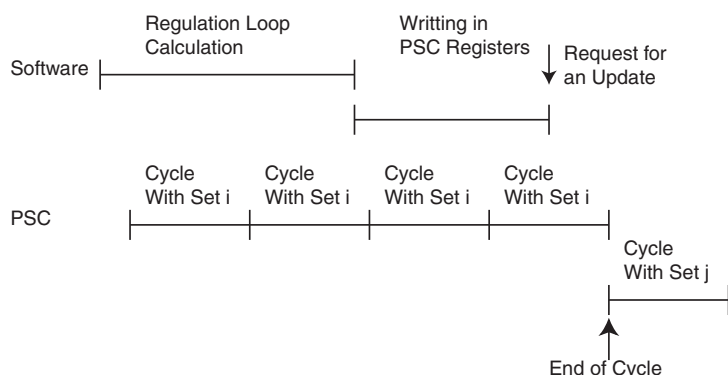 Regulation Loop
Calculation
Writting in
PSC Registers
Request for
an Update
Software
Cycle
With Set i
Cycle
With Set i
Cycle
With Set i
Cycle
With Set i
PSC
Cycle
With Set j
End of Cycle